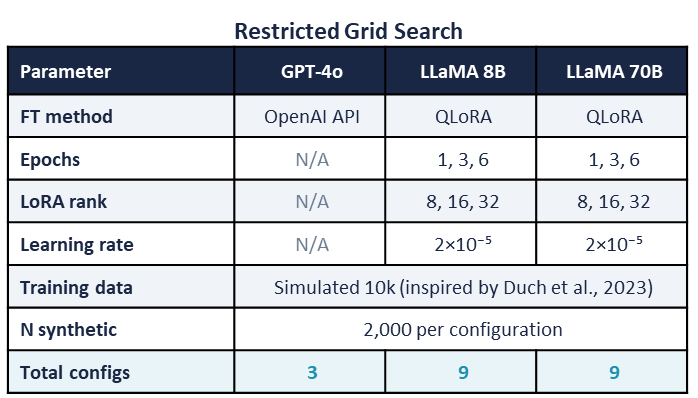 Restricted Grid Search
Parameter GPT-4o LLaMA 8B LLaMA 70B
FT method OpenAI API QLoRA QLoRA
Epochs N/A 1, 3, 6 1, 3, 6
LoRA rank N/A 8, 16, 32 8, 16, 32
Learning rate N/A 2×10⁻⁵ 2×10⁻⁵
Training data Simulated 10k (inspired by Duch et al., 2023)
N synthetic 2,000 per configuration
Total configs 3 9 9